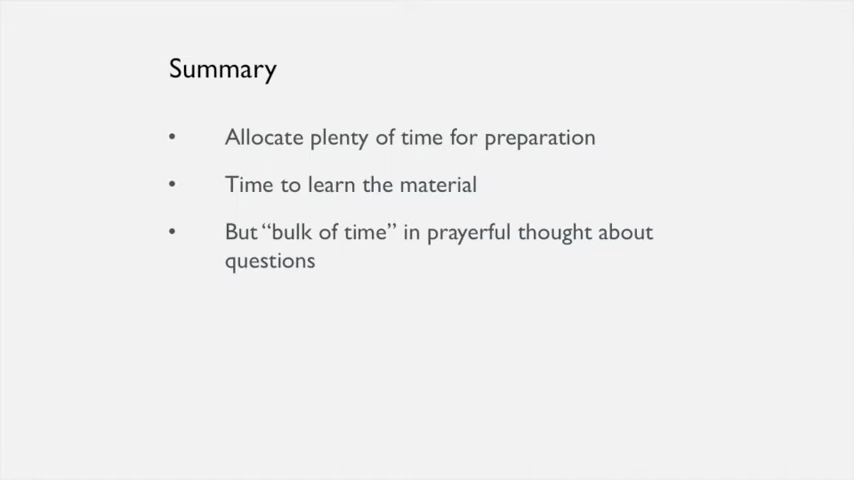 Summary
• Allocate plenty of time for preparation
• Time to learn the material
• But “bulk of time” in prayerful thought about
questions